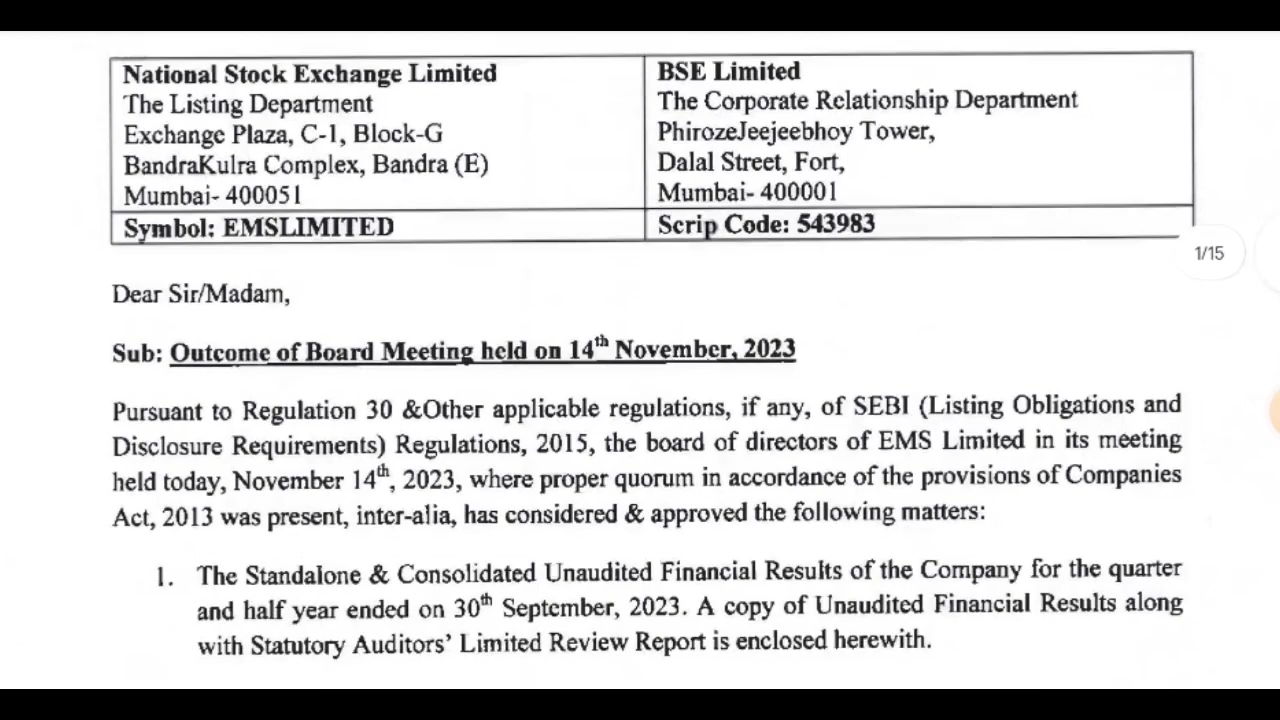 National Stock Exchange Limited
The Listing Department
Exchange Plaza, C-1, Block-G
BandraKulra Complex, Bandra (E)
Mumbai- 400051
Symbol: EMSLIMITED
BSE Limited
The Corporate Relationship Department
PhirozeJeejeebhoy Tower,
Dalal Street, Fort,
Mumbai- 400001
Scrip Code: 543983
1/15
Dear Sir/Madam,
Sub: Outcome of Board Meeting held on 14th November, 2023
Pursuant to Regulation 30 &Other applicable regulations, if any, of SEBI (Listing Obligations and
Disclosure Requirements) Regulations, 2015, the board of directors of EMS Limited in its meeting
held today, November 14th, 2023, where proper quorum in accordance of the provisions of Companies
Act, 2013 was present, inter-alia, has considered & approved the following matters:
1. The Standalone & Consolidated Unaudited Financial Results of the Company for the quarter
and half year ended on 30th September, 2023. A copy of Unaudited Financial Results along
with Statutory Auditors' Limited Review Report is enclosed herewith.